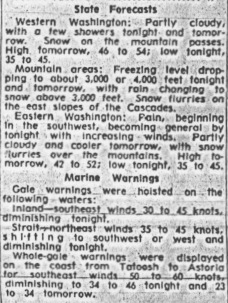 State Forecasts
Western Washington: Partly cloudy,
with a few showers tonight and tomor-
row. Snow on the mountain passes.
High tomorrow, 46 to 54; low tonight,
35 to 45.
Mountain areas: Freezing level drop-
ping to about 3,000 or 4,000 feet tonight
and tomorrow, with rain changing to
snow above 3,000 feet. Snow flurries on
the east slopes of the Cascades.
Eastern Washington: Rain, beginning
in the southwest, becoming general by
tonight with increasing winds. Partly
cloudy and cooler tomorrow, with snow
flurries over the mountains. High to-
morrow, 42 to 52; low tonight, 35 to 45.
Marine Warnings
Gale warnings were hoisted on the
following waters:
Inland—southeast winds 30 to 45 knots,
diminishing tonight.
Strait—northeast winds 35 to 45 knots,
shifting to southwest or west and
diminishing tonight.
Whole-gale warnings were displayed
on the coast from Tatoosh to Astoria
for southeast winds 50 to 60 knots,
diminishing to 34 to 46 tonight and 23
to 34 tomorrow.